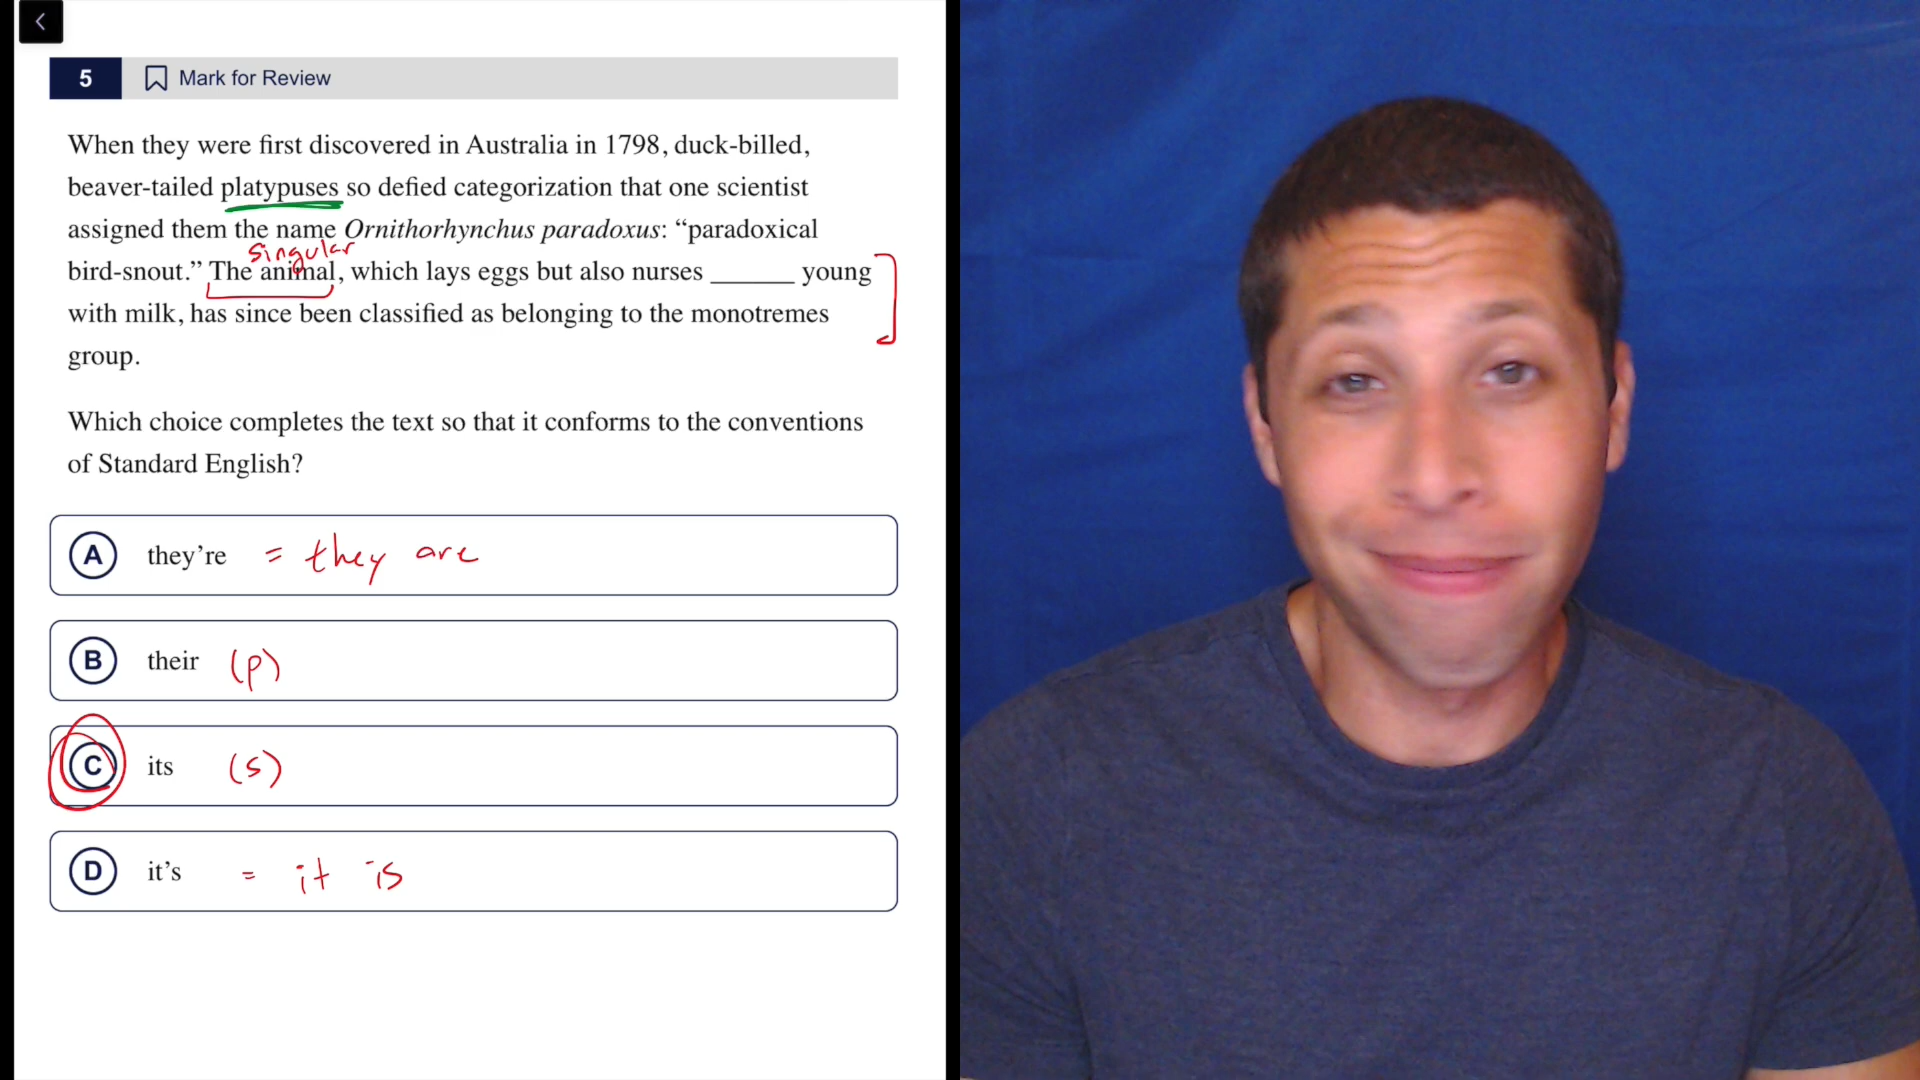 5 Mark for Review
When they were first discovered in Australia in 1798, duck-billed,
beaver-tailed platypuses so defied categorization that one scientist
assigned them the name Ornithorhynchus paradoxus: “paradoxical
singular
bird-snout.” The animal, which lays eggs but also nurses ______ young
with milk, has since been classified as belonging to the monotremes
group.
Which choice completes the text so that it conforms to the conventions
of Standard English?
A they’re = they are
B their (p)
C its (s)
D it’s = it is